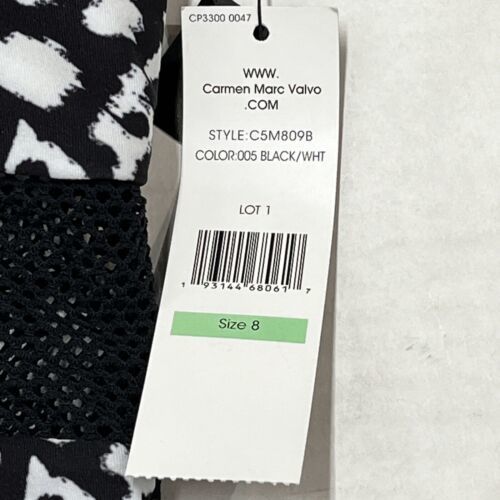 CP3300 0047
WWW.
Carmen Marc Valvo
.COM
STYLE:C5M809B
COLOR:005 BLACK/WHT
LOT 1
1 93144 68061 7
Size 8